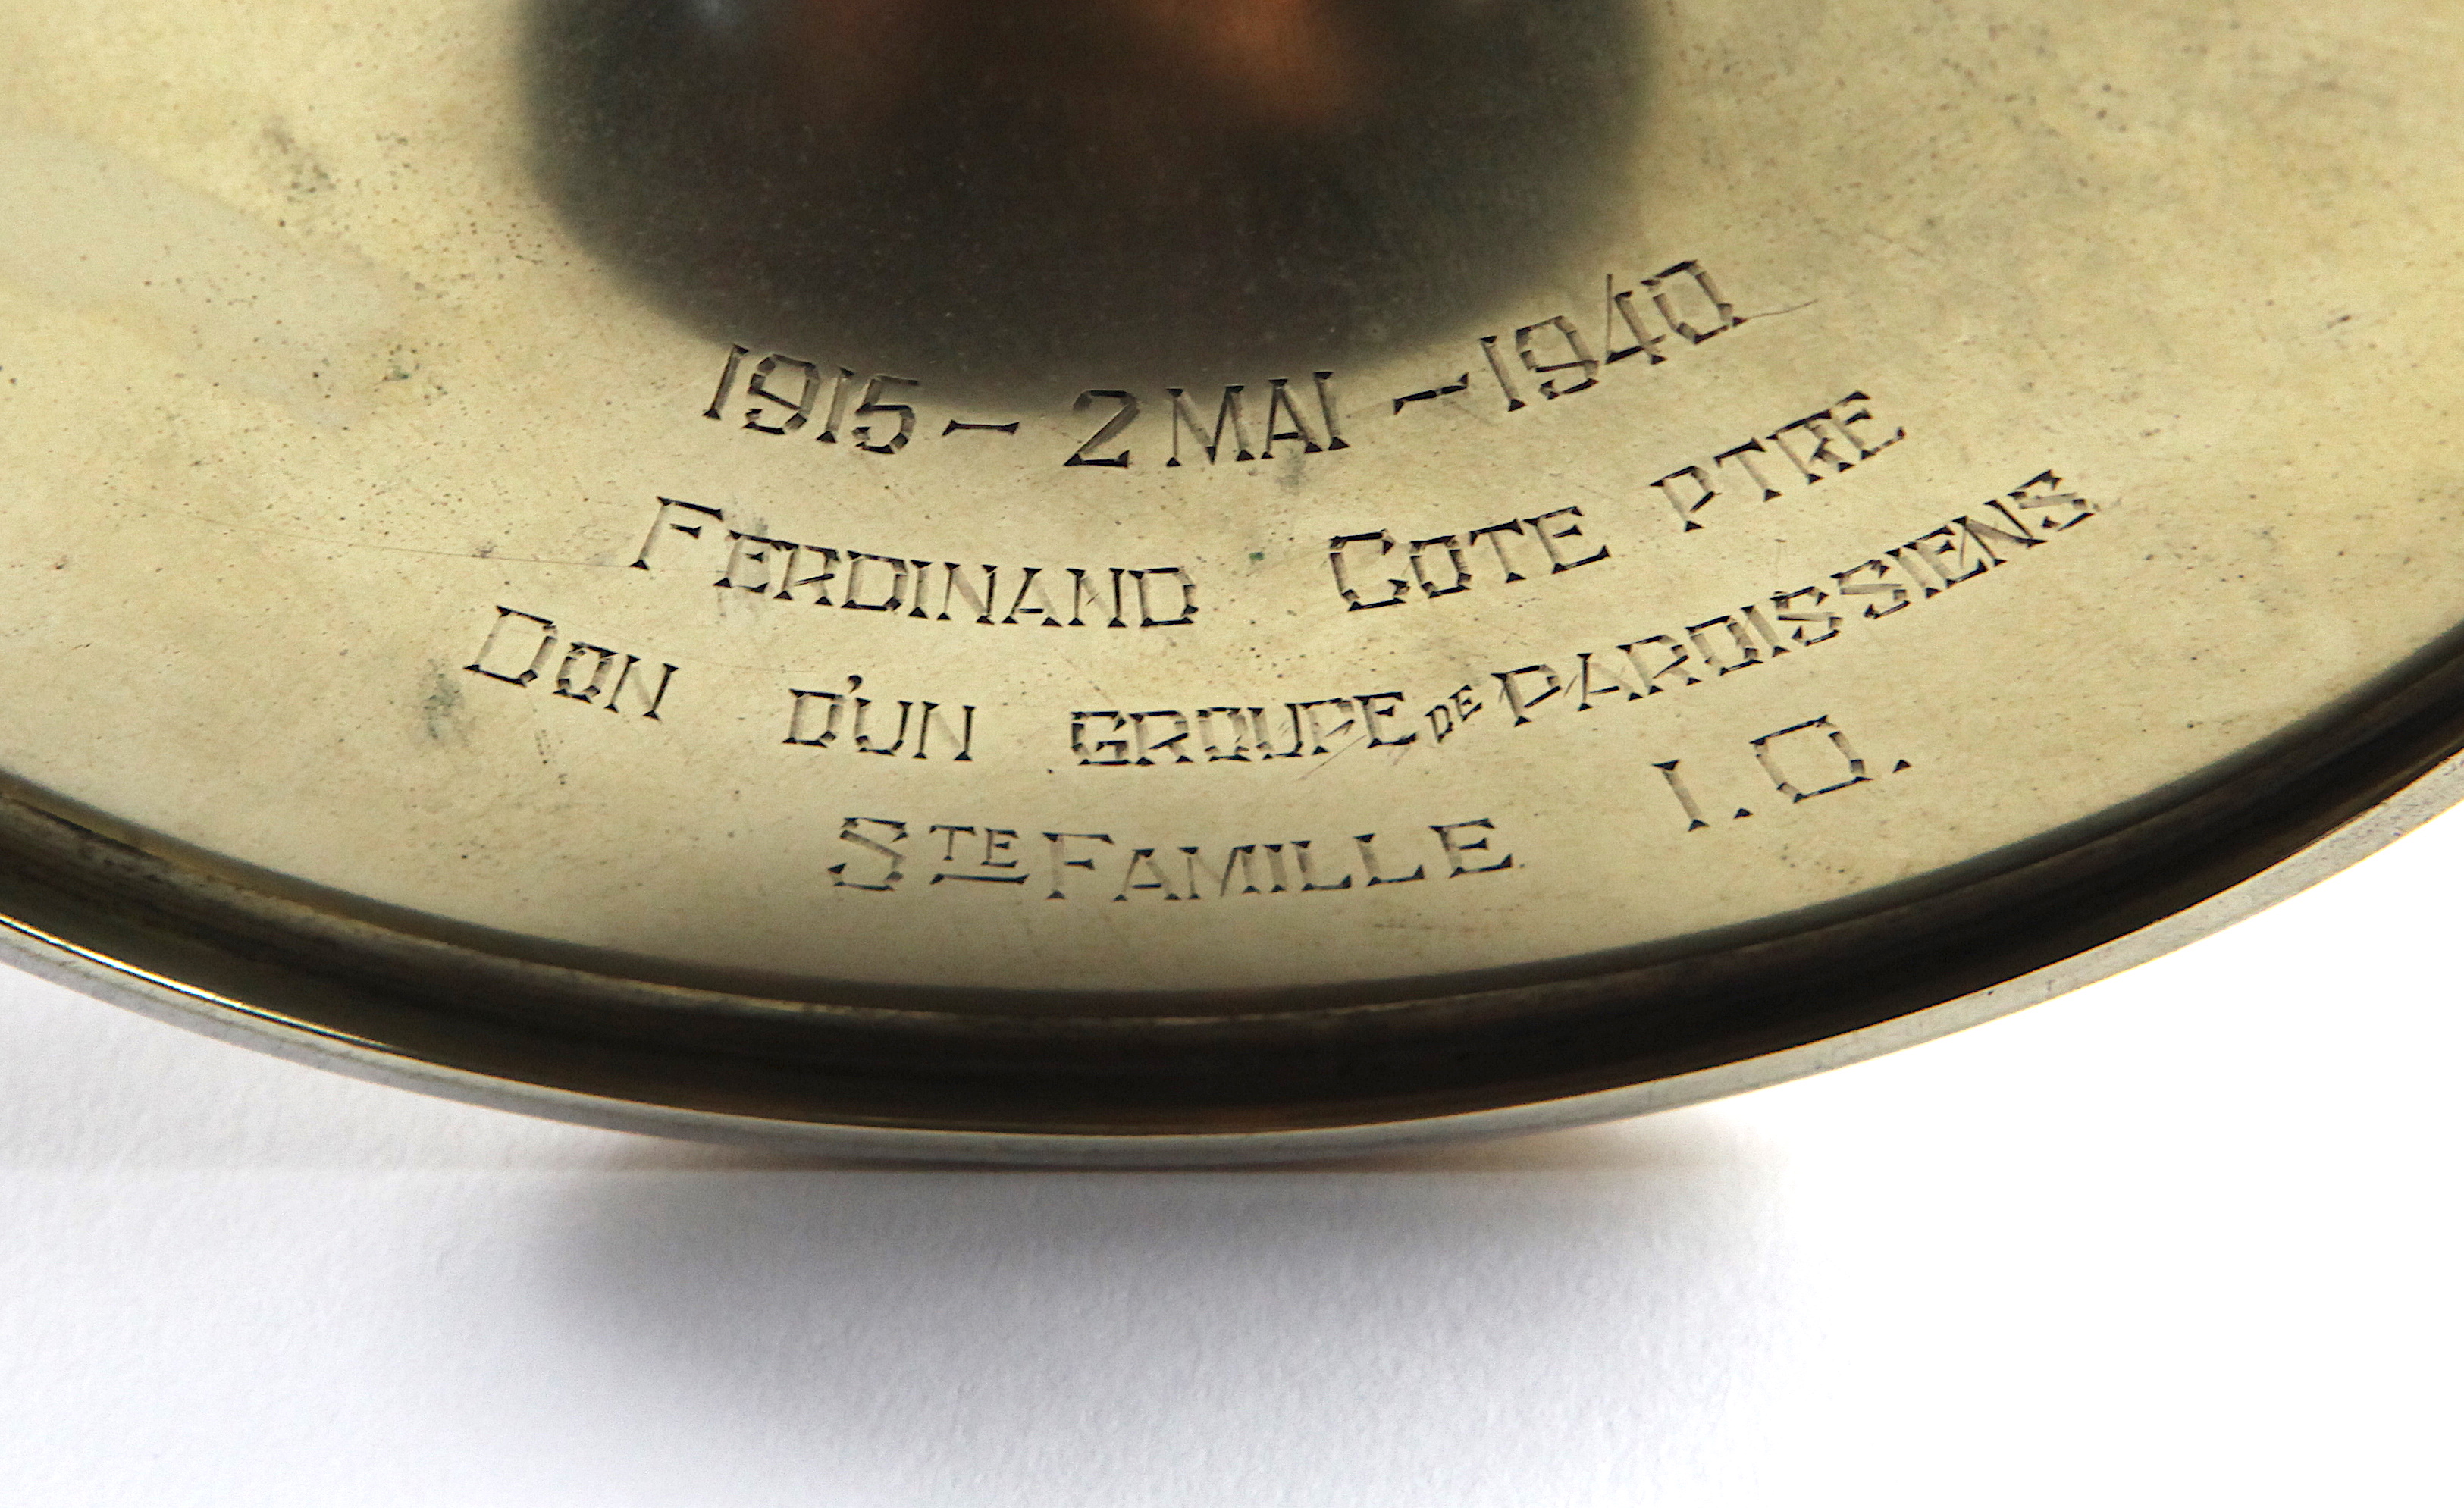 1915 - 2 MAI - 1940
FERDINAND COTE PTRE
DON D'UN GROUPE DE PAROISSIENS
STE FAMILLE I.O.